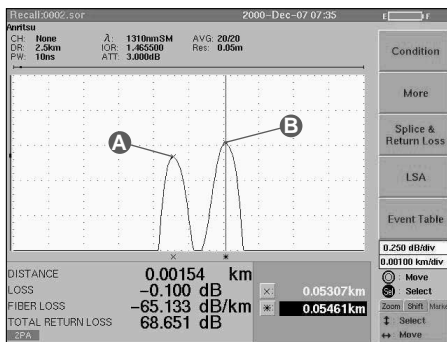 Recall:0002.sor 2000-Dec-07 07:35 E F
Anritsu
CH: None λ: 1310nmSM AVG: 20/20
DR: 2.5km IOR: 1.465500 Res: 0.05m
PW: 10ns ATT: 3.000dB
Condition
More
Splice &
Return Loss
LSA
Event Table
A
B
0.250 dB/div
0.00100 km/div
: Move
Sel : Select
Zoom Shift Marker
: Select
: Move
DISTANCE 0.00154 km
LOSS -0.100 dB × 0.05307km
FIBER LOSS -65.133 dB/km * 0.05461km
TOTAL RETURN LOSS 68.651 dB
2PA